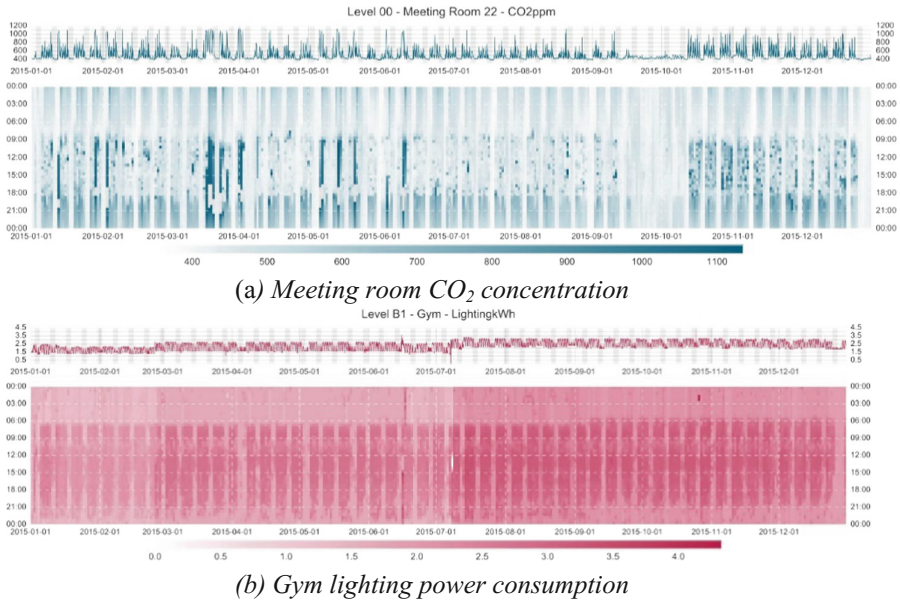 Level 00 - Meeting Room 22 - CO2ppm
1200 1200
1000 1000
800 800
600 600
400 400
2015-01-01 2015-02-01 2015-03-01 2015-04-01 2015-05-01 2015-06-01 2015-07-01 2015-08-01 2015-09-01 2015-10-01 2015-11-01 2015-12-01
00:00 00:00
03:00 03:00
06:00 06:00
09:00 09:00
12:00 12:00
15:00 15:00
18:00 18:00
21:00 21:00
00:00 00:00
2015-01-01 2015-02-01 2015-03-01 2015-04-01 2015-05-01 2015-06-01 2015-07-01 2015-08-01 2015-09-01 2015-10-01 2015-11-01 2015-12-01
400 500 600 700 800 900 1000 1100
(a) Meeting room CO₂ concentration
Level B1 - Gym - LightingkWh
4.5 4.5
3.5 3.5
2.5 2.5
1.5 1.5
0.5 0.5
2015-01-01 2015-02-01 2015-03-01 2015-04-01 2015-05-01 2015-06-01 2015-07-01 2015-08-01 2015-09-01 2015-10-01 2015-11-01 2015-12-01
00:00 00:00
03:00 03:00
06:00 06:00
09:00 09:00
12:00 12:00
15:00 15:00
18:00 18:00
21:00 21:00
00:00 00:00
2015-01-01 2015-02-01 2015-03-01 2015-04-01 2015-05-01 2015-06-01 2015-07-01 2015-08-01 2015-09-01 2015-10-01 2015-11-01 2015-12-01
0.0 0.5 1.0 1.5 2.0 2.5 3.0 3.5 4.0
(b) Gym lighting power consumption